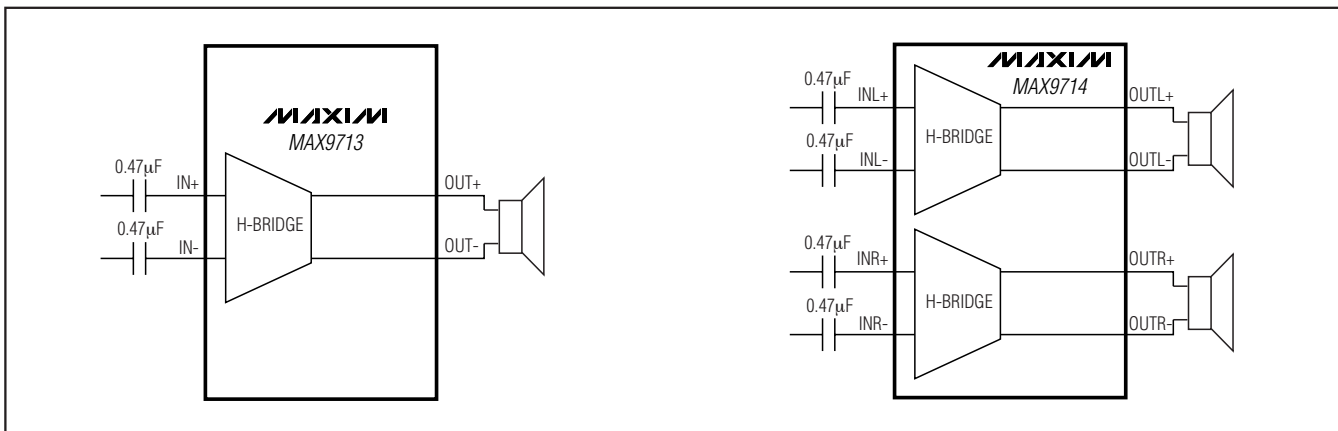 MAXIM
MAX9713
0.47µF
IN+
OUT+
H-BRIDGE
0.47µF
IN-
OUT-
MAXIM
MAX9714
0.47µF
INL+
OUTL+
H-BRIDGE
0.47µF
INL-
OUTL-
0.47µF
INR+
OUTR+
H-BRIDGE
0.47µF
INR-
OUTR-